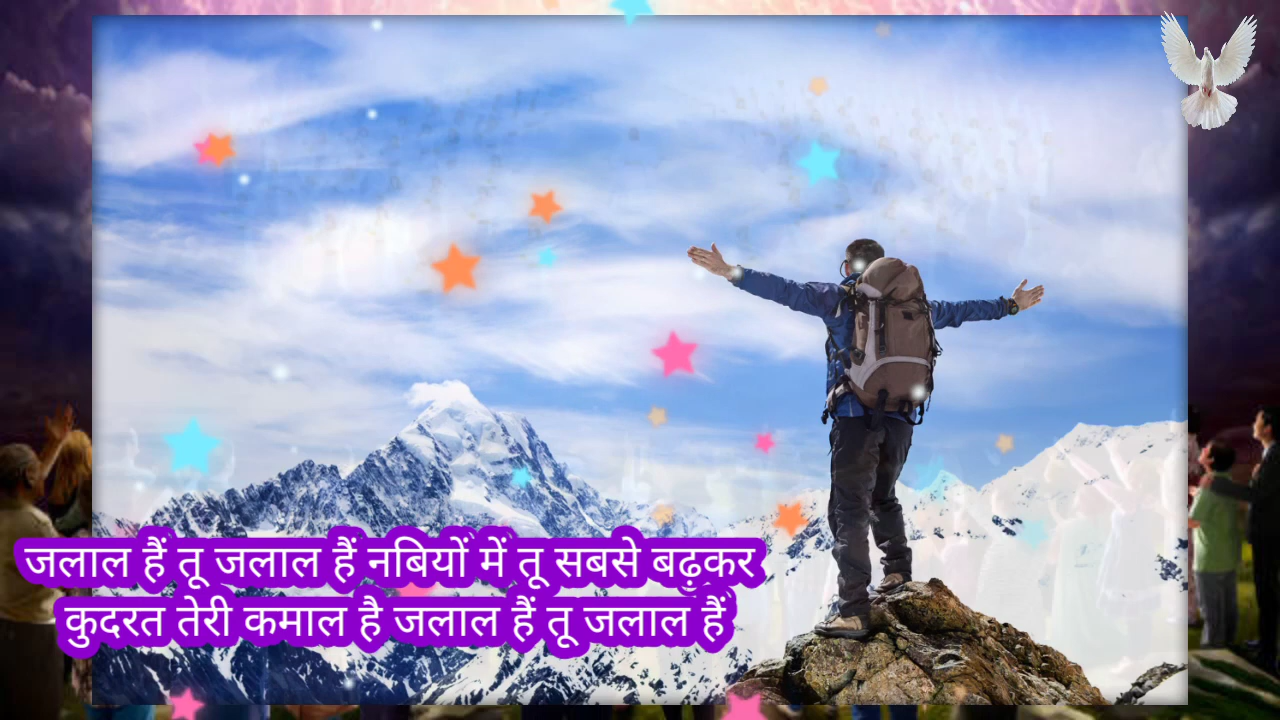 जलाल हैं तू जलाल हैं नबियों में तू सबसे बढ़कर
कुदरत तेरी कमाल है जलाल हैं तू जलाल हैं